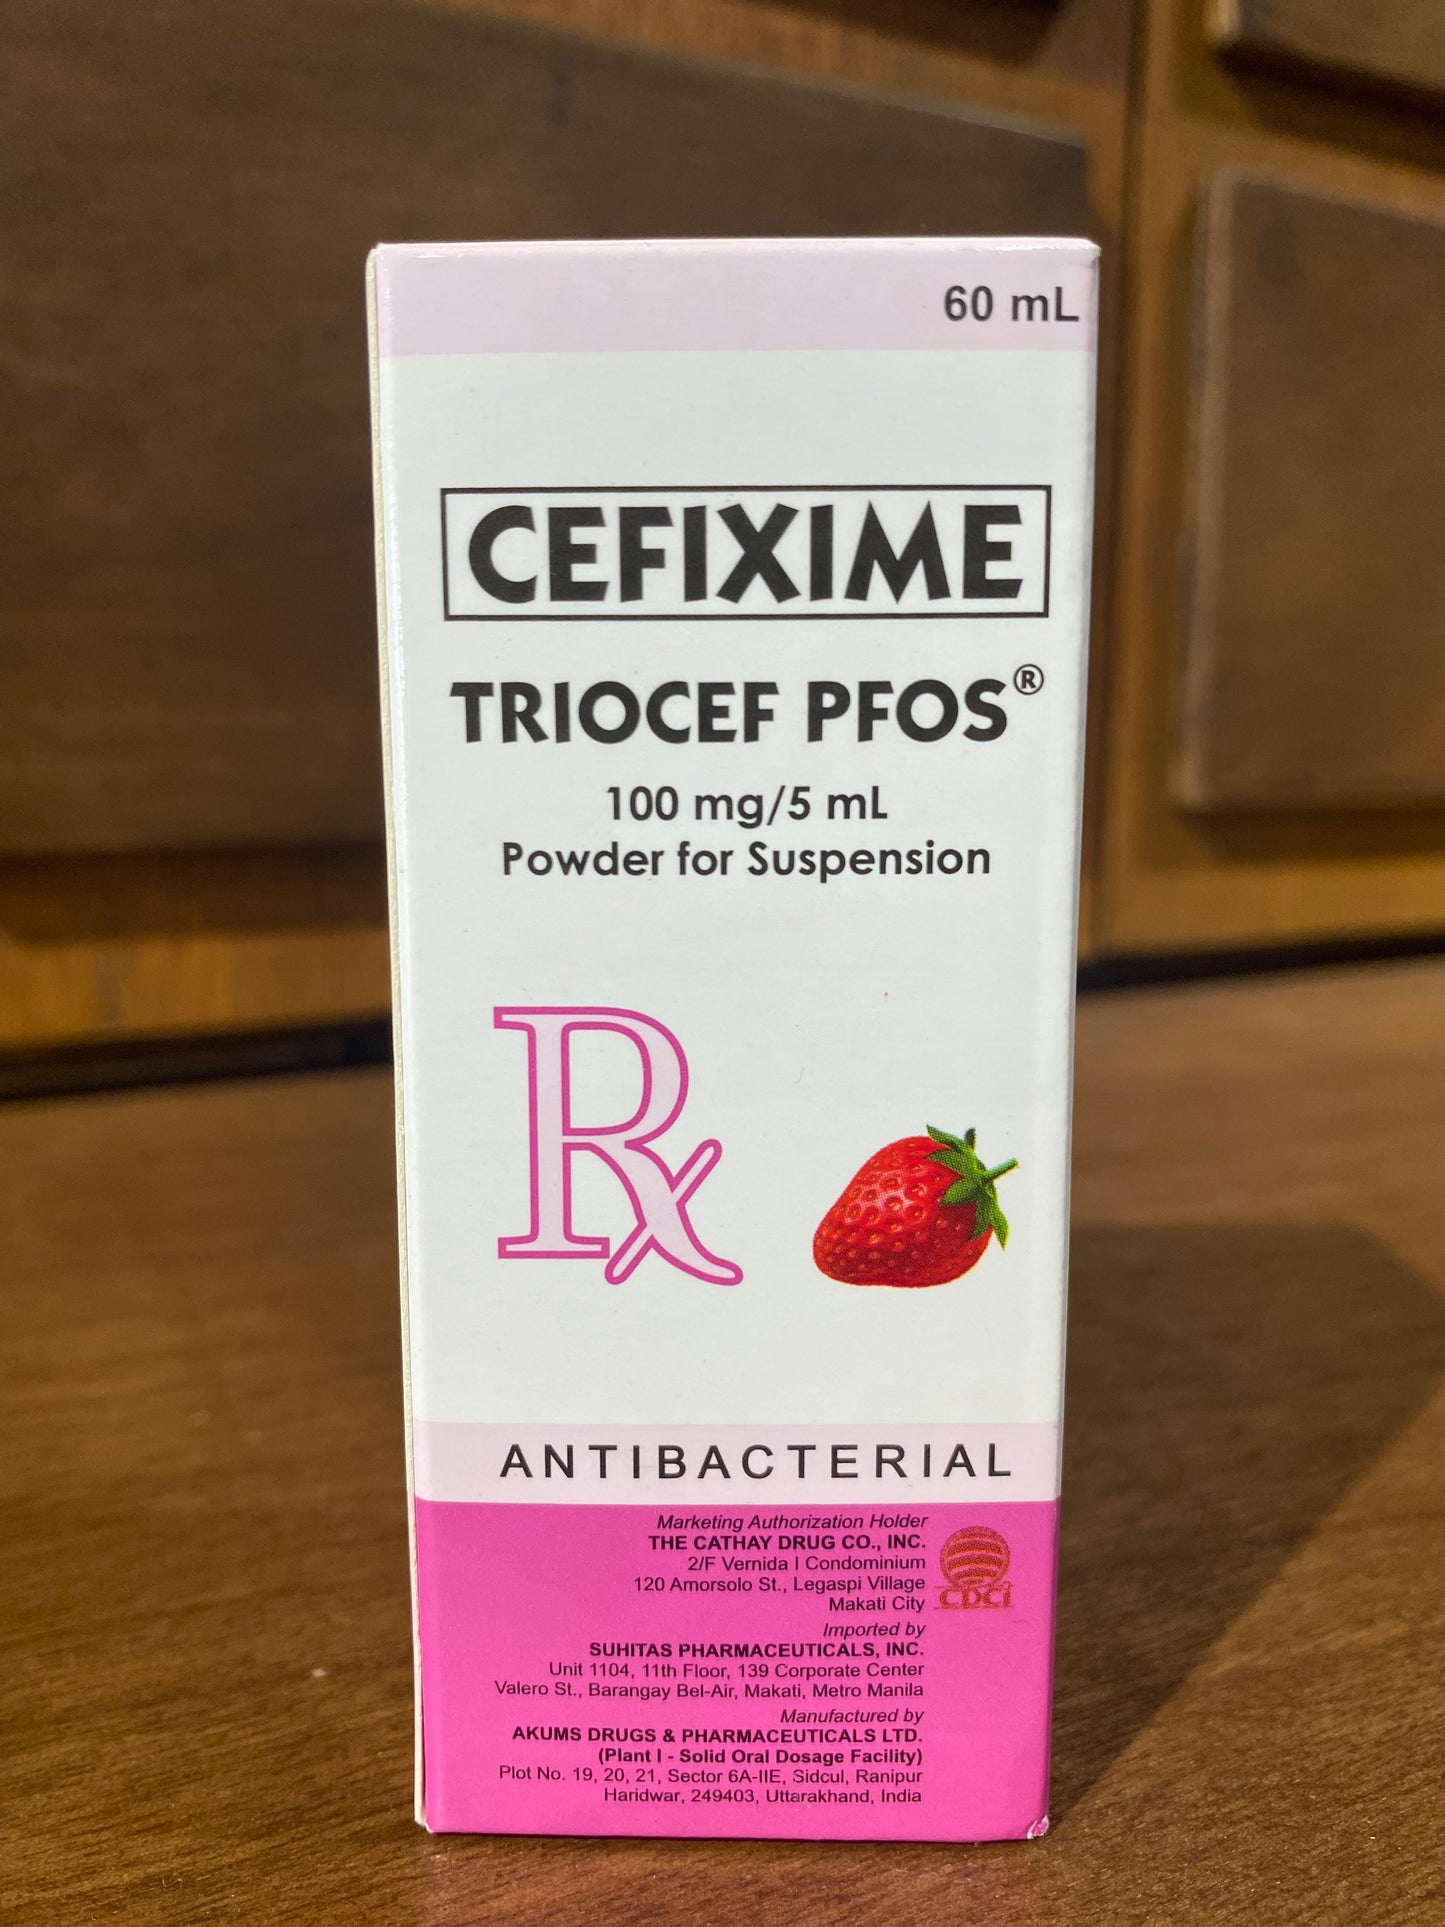 60 mL
CEFIXIME
TRIOCEF PFOS®
100 mg/5 mL
Powder for Suspension
Rx
ANTIBACTERIAL
Marketing Authorization Holder
THE CATHAY DRUG CO., INC.
2/F Vernida I Condominium
120 Amorsolo St., Legaspi Village
Makati City
CDCi
Imported by
SUHITAS PHARMACEUTICALS, INC.
Unit 1104, 11th Floor, 139 Corporate Center
Valero St., Barangay Bel-Air, Makati, Metro Manila
Manufactured by
AKUMS DRUGS & PHARMACEUTICALS LTD.
(Plant I - Solid Oral Dosage Facility)
Plot No. 19, 20, 21, Sector 6A-IIE, Sidcul, Ranipur
Haridwar, 249403, Uttarakhand, India